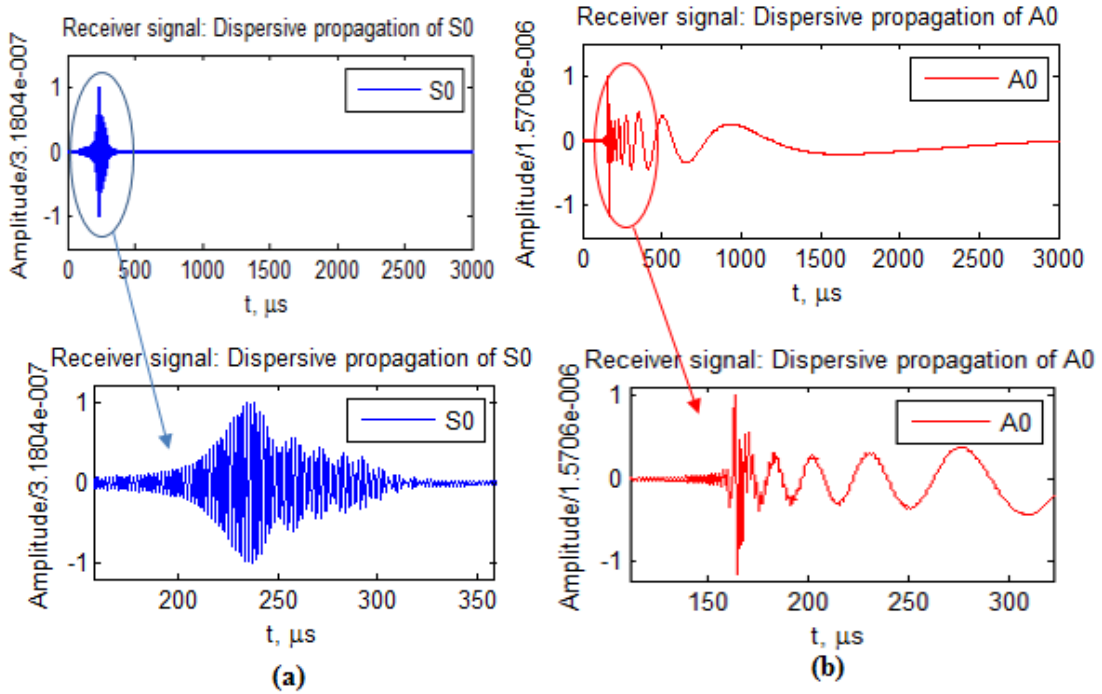 Receiver signal: Dispersive propagation of S0
Amplitude/3.1804e-007
1
0
-1
S0
0 500 1000 1500 2000 2500 3000
t, μs
Receiver signal: Dispersive propagation of A0
Amplitude/1.5706e-006
1
0
-1
A0
0 500 1000 1500 2000 2500 3000
t, μs
Receiver signal: Dispersive propagation of S0
Amplitude/3.1804e-007
1
0
-1
S0
200 250 300 350
t, μs
(a)
Receiver signal: Dispersive propagation of A0
Amplitude/1.5706e-006
1
0
-1
A0
150 200 250 300
t, μs
(b)